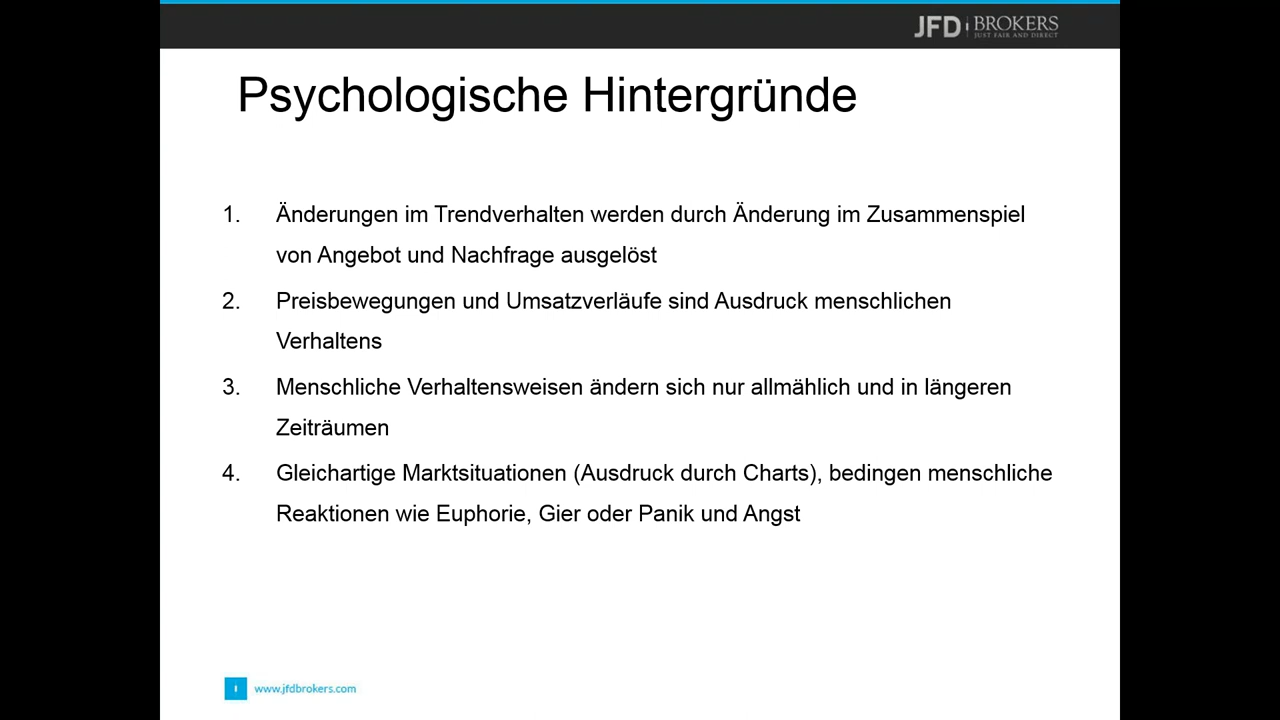 JFD BROKERS
JUST FAIR AND DIRECT
Psychologische Hintergründe
1. Änderungen im Trendverhalten werden durch Änderung im Zusammenspiel
von Angebot und Nachfrage ausgelöst
2. Preisbewegungen und Umsatzverläufe sind Ausdruck menschlichen
Verhaltens
3. Menschliche Verhaltensweisen ändern sich nur allmählich und in längeren
Zeiträumen
4. Gleichartige Marktsituationen (Ausdruck durch Charts), bedingen menschliche
Reaktionen wie Euphorie, Gier oder Panik und Angst
www.jfdbrokers.com